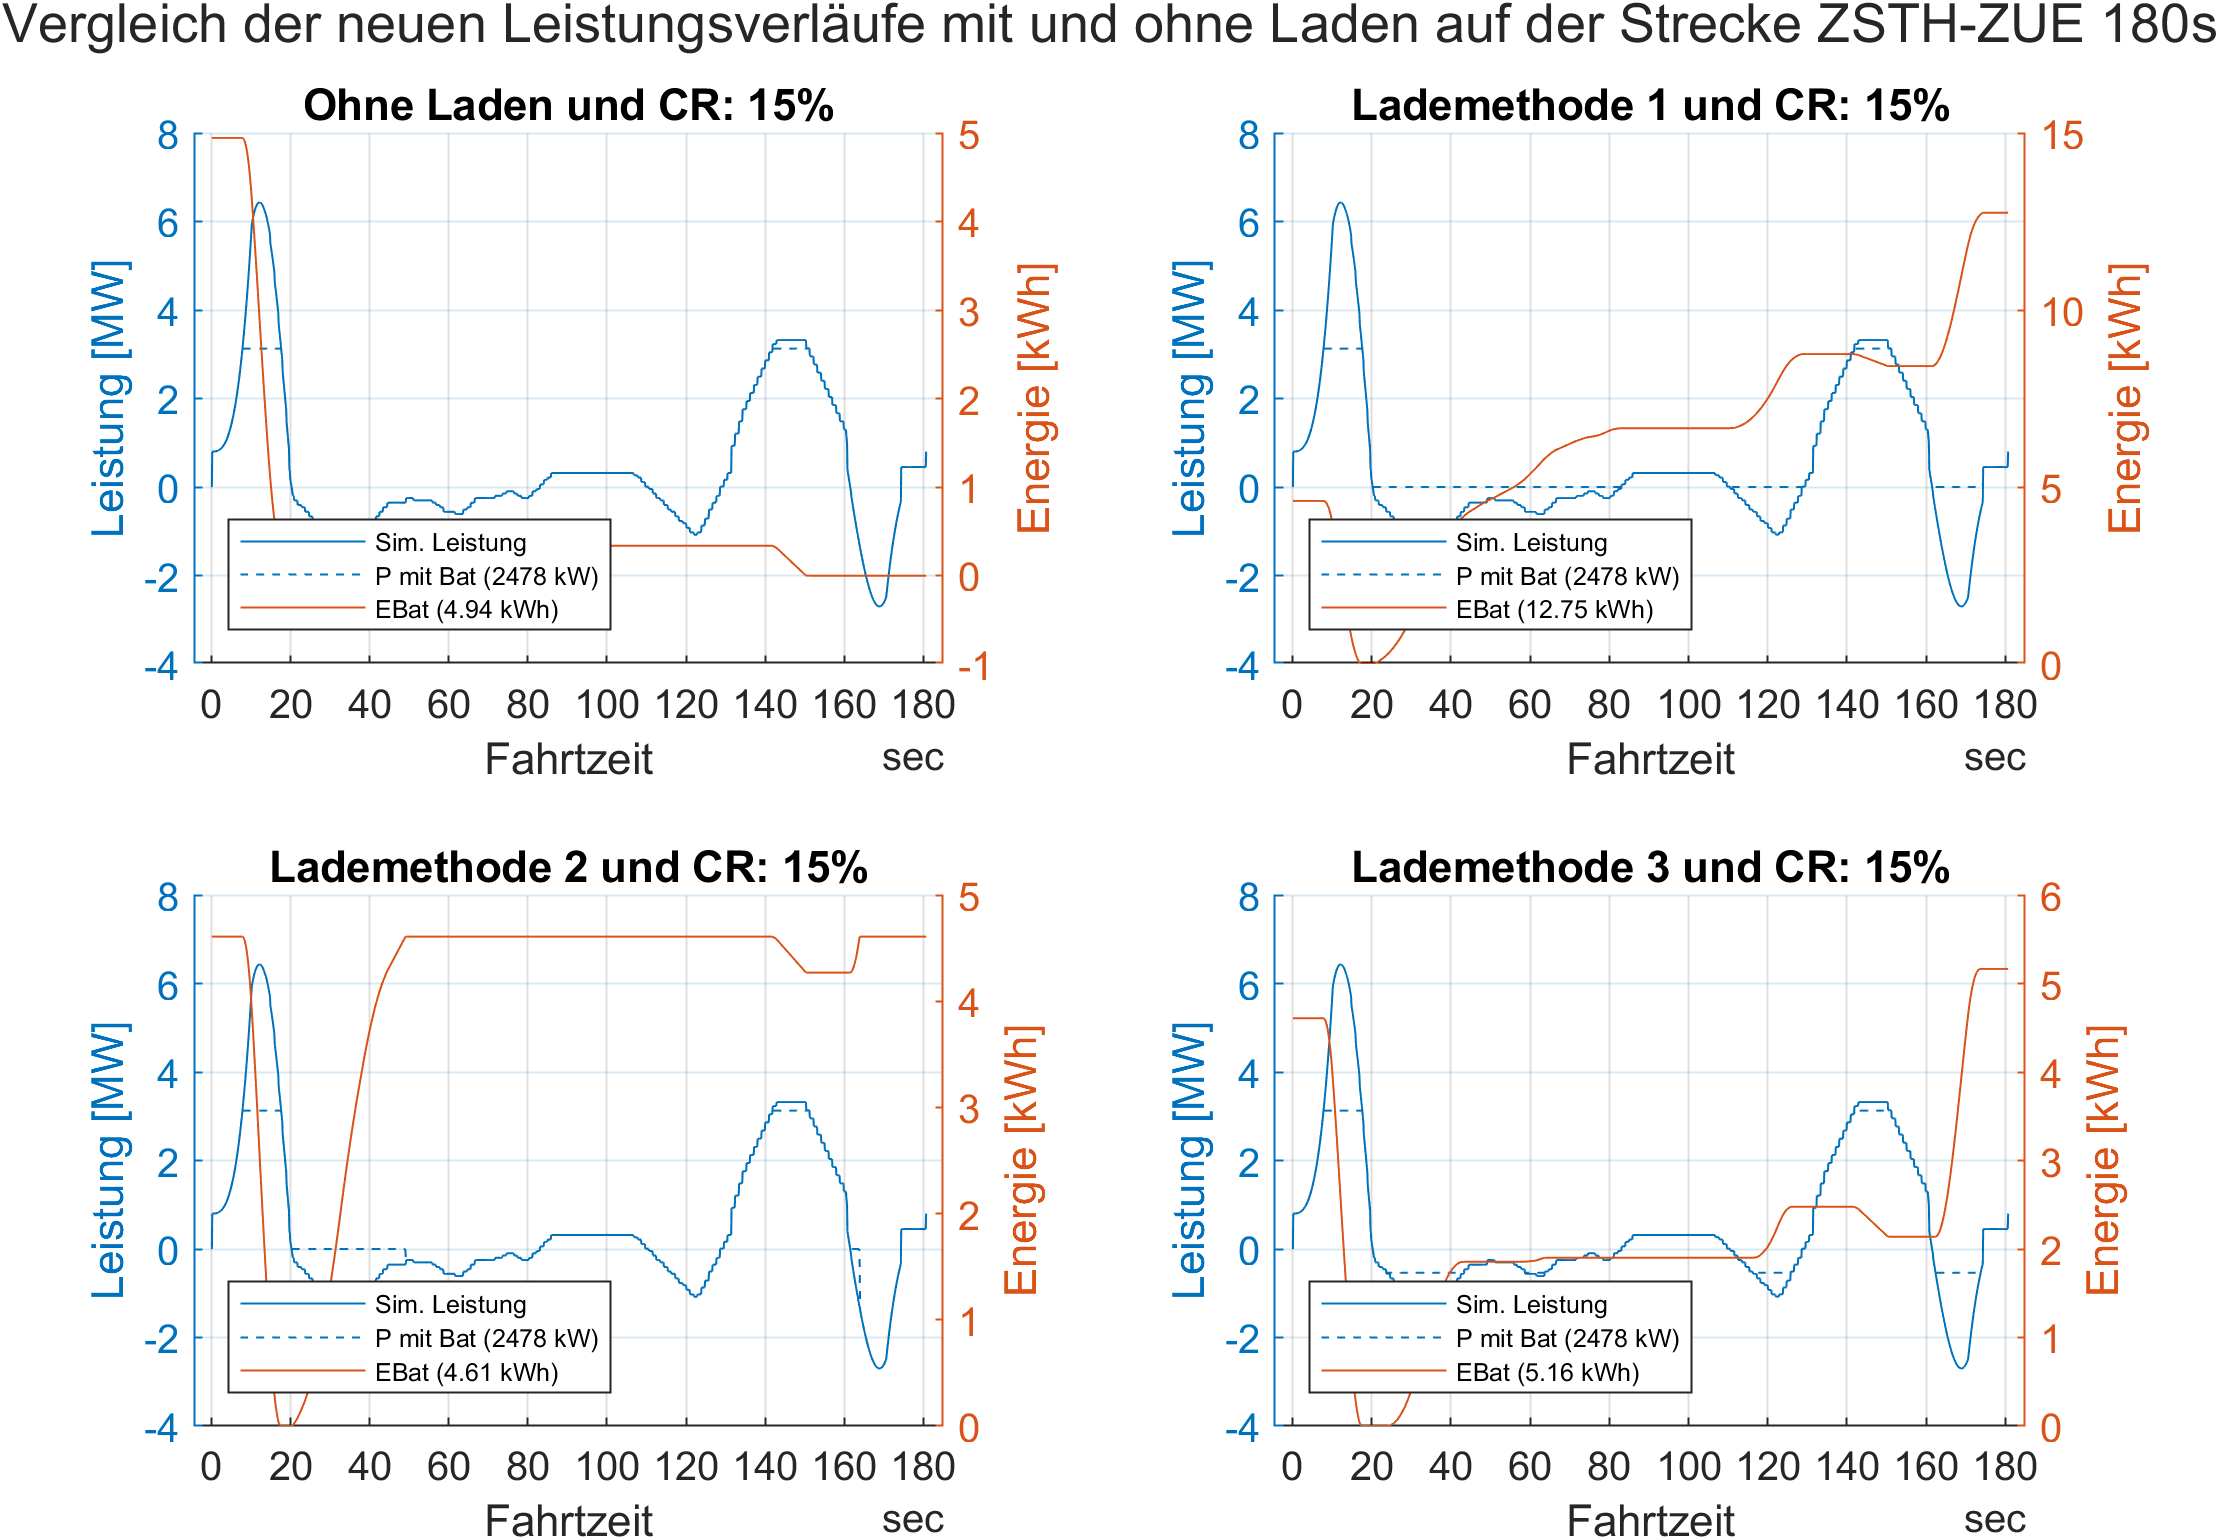 Vergleich der neuen Leistungsverläufe mit und ohne Laden auf der Strecke ZSTH-ZUE 180s
Ohne Laden und CR: 15%
8
6
4
2
0
-2
-4
Leistung [MW]
5
4
3
2
1
0
-1
Energie [kWh]
Sim. Leistung
P mit Bat (2478 kW)
EBat (4.94 kWh)
0 20 40 60 80 100 120 140 160 180
Fahrtzeit sec
Lademethode 1 und CR: 15%
8
6
4
2
0
-2
-4
Leistung [MW]
15
10
5
0
Energie [kWh]
Sim. Leistung
P mit Bat (2478 kW)
EBat (12.75 kWh)
0 20 40 60 80 100 120 140 160 180
Fahrtzeit sec
Lademethode 2 und CR: 15%
8
6
4
2
0
-2
-4
Leistung [MW]
5
4
3
2
1
0
Energie [kWh]
Sim. Leistung
P mit Bat (2478 kW)
EBat (4.61 kWh)
0 20 40 60 80 100 120 140 160 180
Fahrtzeit sec
Lademethode 3 und CR: 15%
8
6
4
2
0
-2
-4
Leistung [MW]
6
5
4
3
2
1
0
Energie [kWh]
Sim. Leistung
P mit Bat (2478 kW)
EBat (5.16 kWh)
0 20 40 60 80 100 120 140 160 180
Fahrtzeit sec